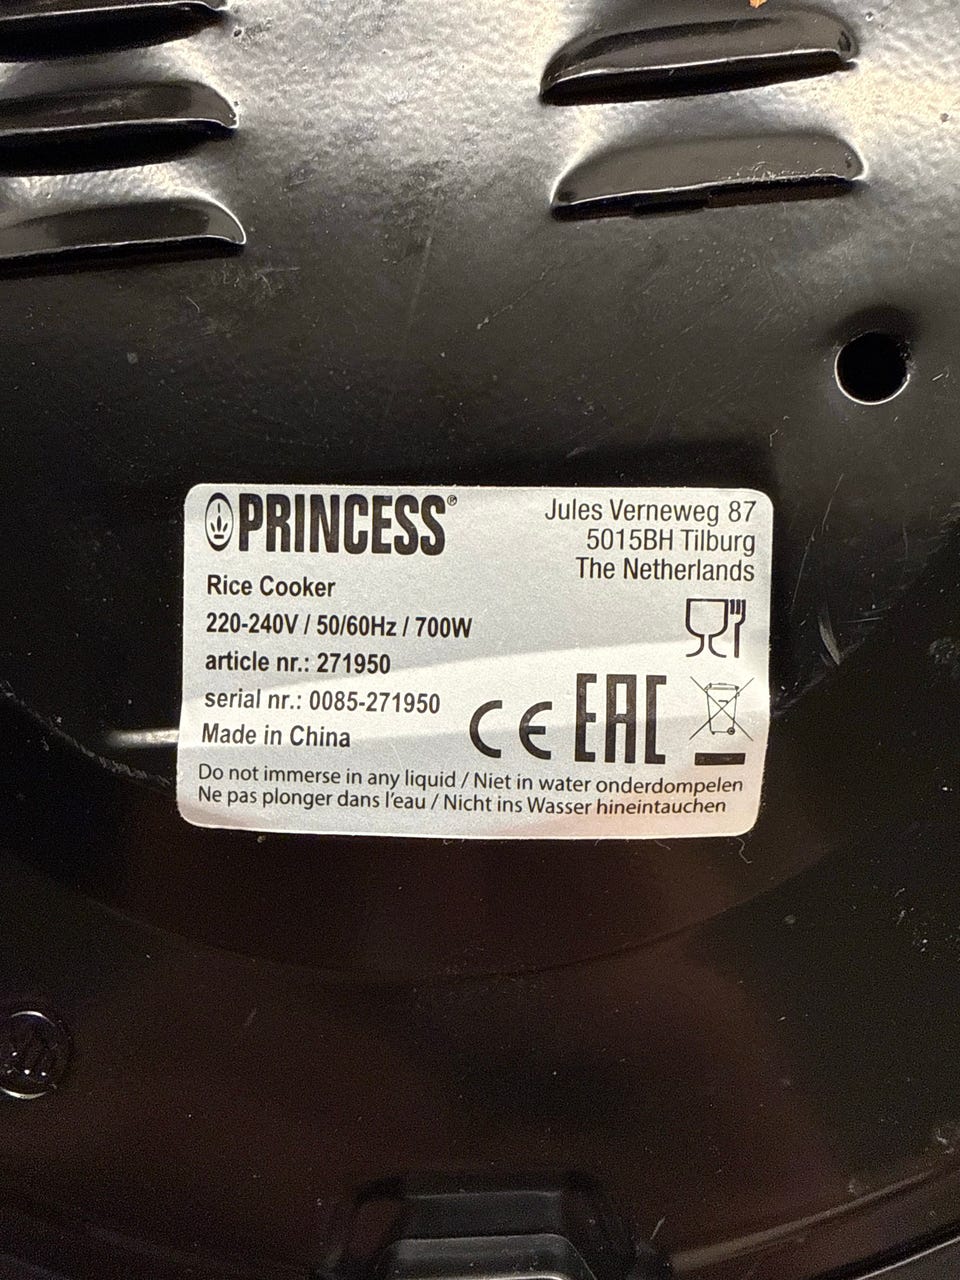 PRINCESS®
Rice Cooker
220-240V / 50/60Hz / 700W
article nr.: 271950
serial nr.: 0085-271950
Made in China
Jules Verneweg 87
5015BH Tilburg
The Netherlands
CE EAC
Do not immerse in any liquid / Niet in water onderdompelen
Ne pas plonger dans l'eau / Nicht ins Wasser hineintauchen